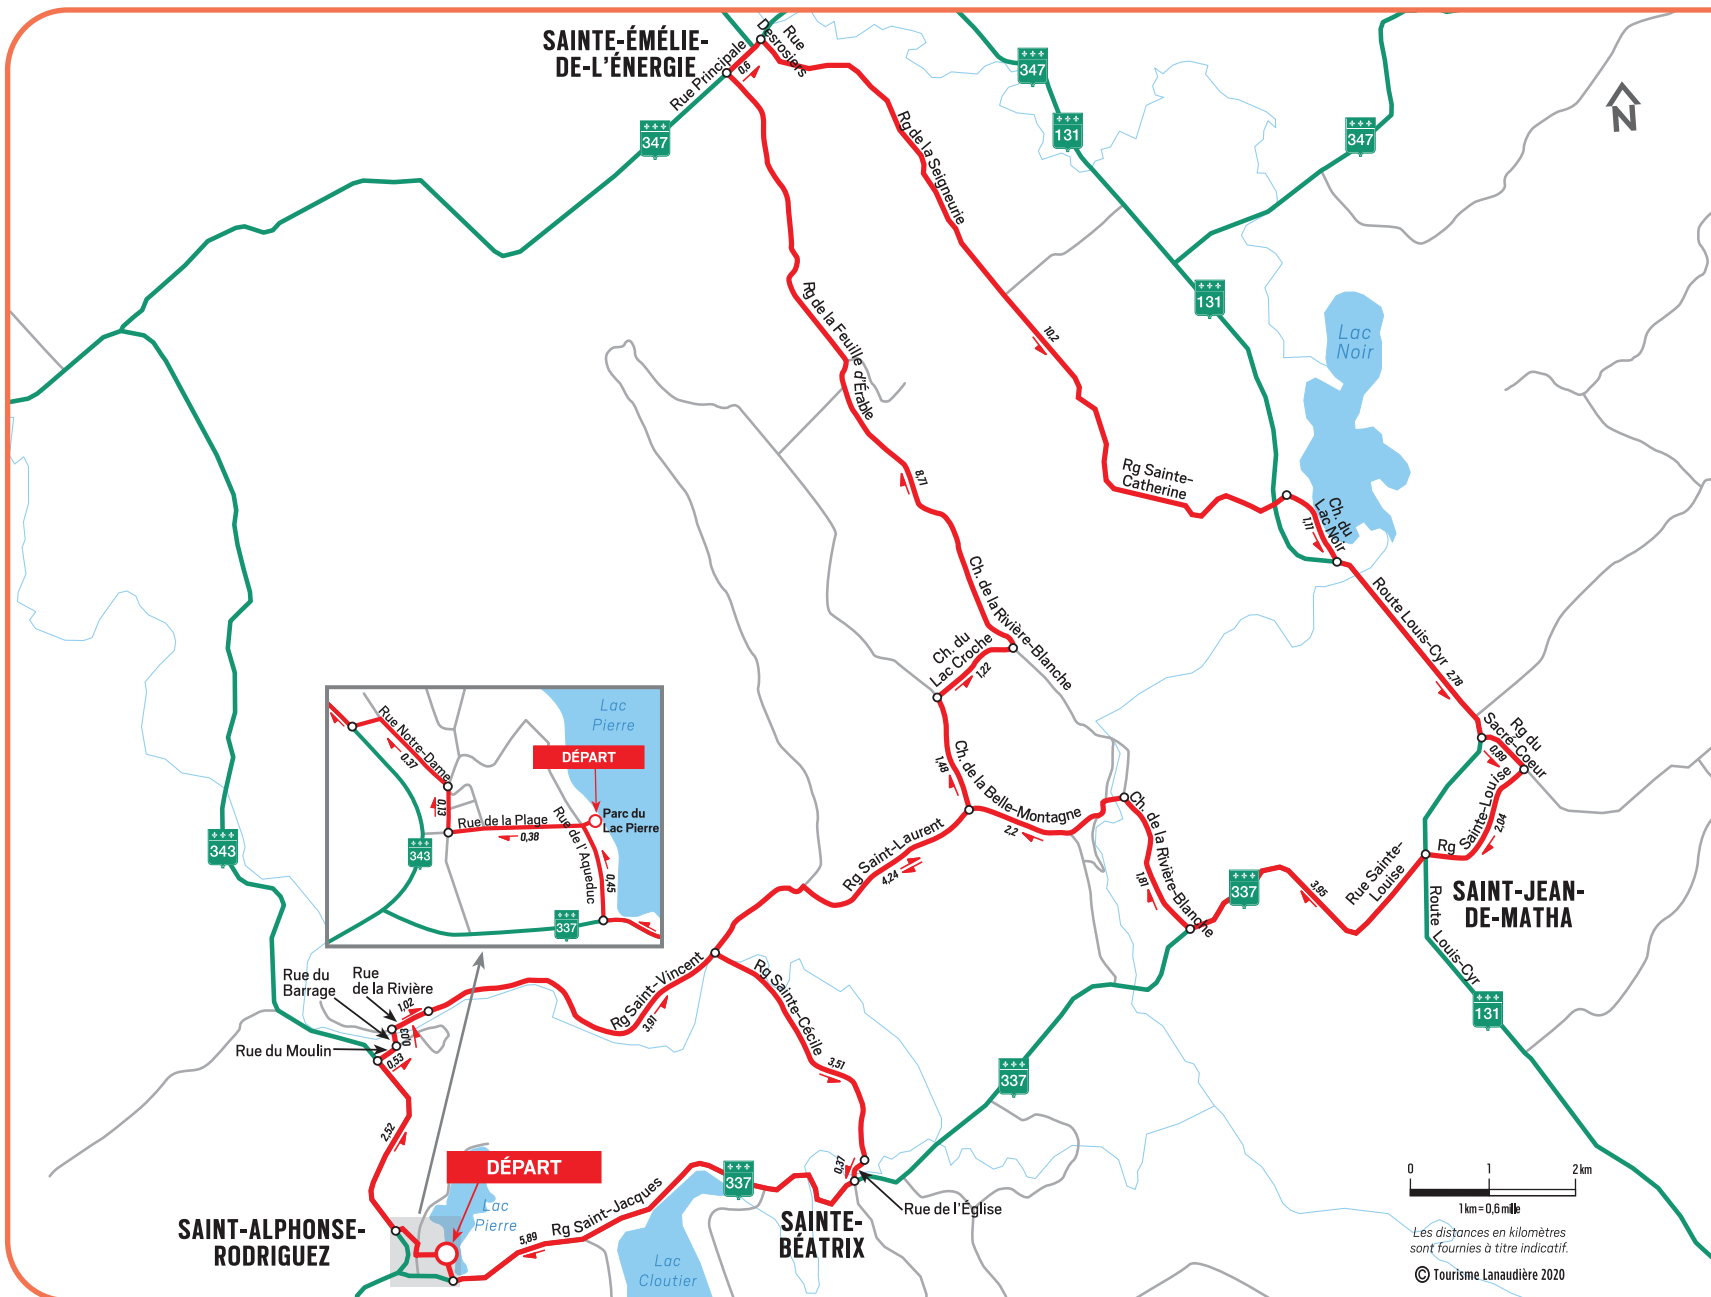 SAINTE-ÉMÉLIE-
DE-L'ÉNERGIE
Rue Principale
0,6
Rue
Desrosiers
347
347
131
347
N
Rg de la Seigneurie
131
10,2
Lac
Noir
Rg de la Feuille d'Érable
8,71
Rg Sainte-
Catherine
Ch. du
Lac Noir
1,11
Route Louis-Cyr
2,78
Ch. de la Rivière-Blanche
Ch. du
Lac Croche
1,22
Rg du
Sacré-Coeur
0,89
Rg Sainte-Louise
2,04
Ch. de la Belle-Montagne
1,48
2,2
Ch. de la Rivière-Blanche
1,81
337
3,95
Rue Sainte-
Louise
SAINT-JEAN-
DE-MATHA
Route
Louis-Cyr
131
Rg Saint-Laurent
4,24
Lac
Pierre
DÉPART
Parc du
Lac Pierre
Rue Notre-Dame
0,37
0,13
Rue de la Plage
0,38
Rue de l'Aqueduc
0,45
343
337
343
Rue du
Barrage
Rue
de la Rivière
1,02
0,03
Rue du Moulin
0,53
Rg Saint-Vincent
3,91
Rg Sainte-Cécile
3,51
337
2,52
DÉPART
Lac
Pierre
SAINT-ALPHONSE-
RODRIGUEZ
Rg Saint-Jacques
5,89
337
Lac
Cloutier
0,37
Rue de l'Église
SAINTE-
BÉATRIX
0 1 2 km
1 km = 0,6 mille
Les distances en kilomètres
sont fournies à titre indicatif.
© Tourisme Lanaudière 2020